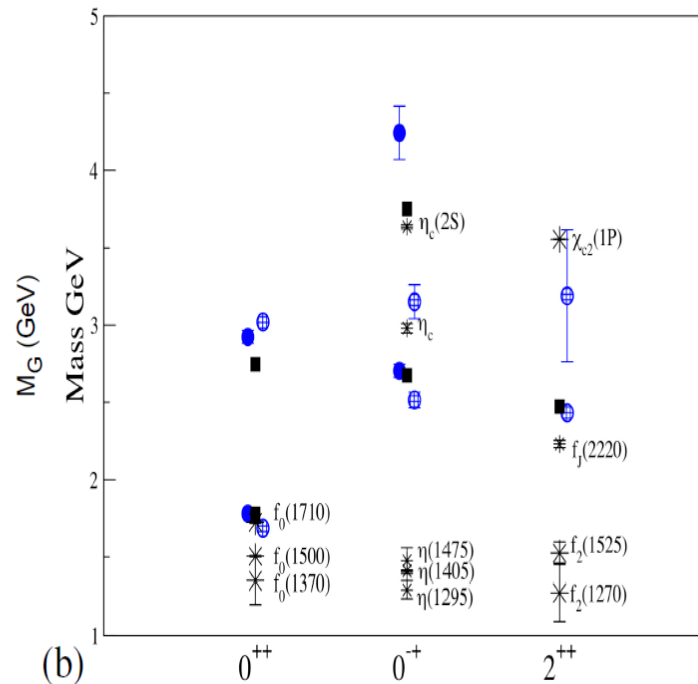 5
η_c(2S)
4
χ_c2(1P)
M_G (GeV)
Mass GeV
3
η_c
f_J(2220)
2
f_0(1710)
f_0(1500)
f_0(1370)
η(1475)
η(1405)
η(1295)
f_2(1525)
f_2(1270)
1
(b)
0^++
0^-+
2^++